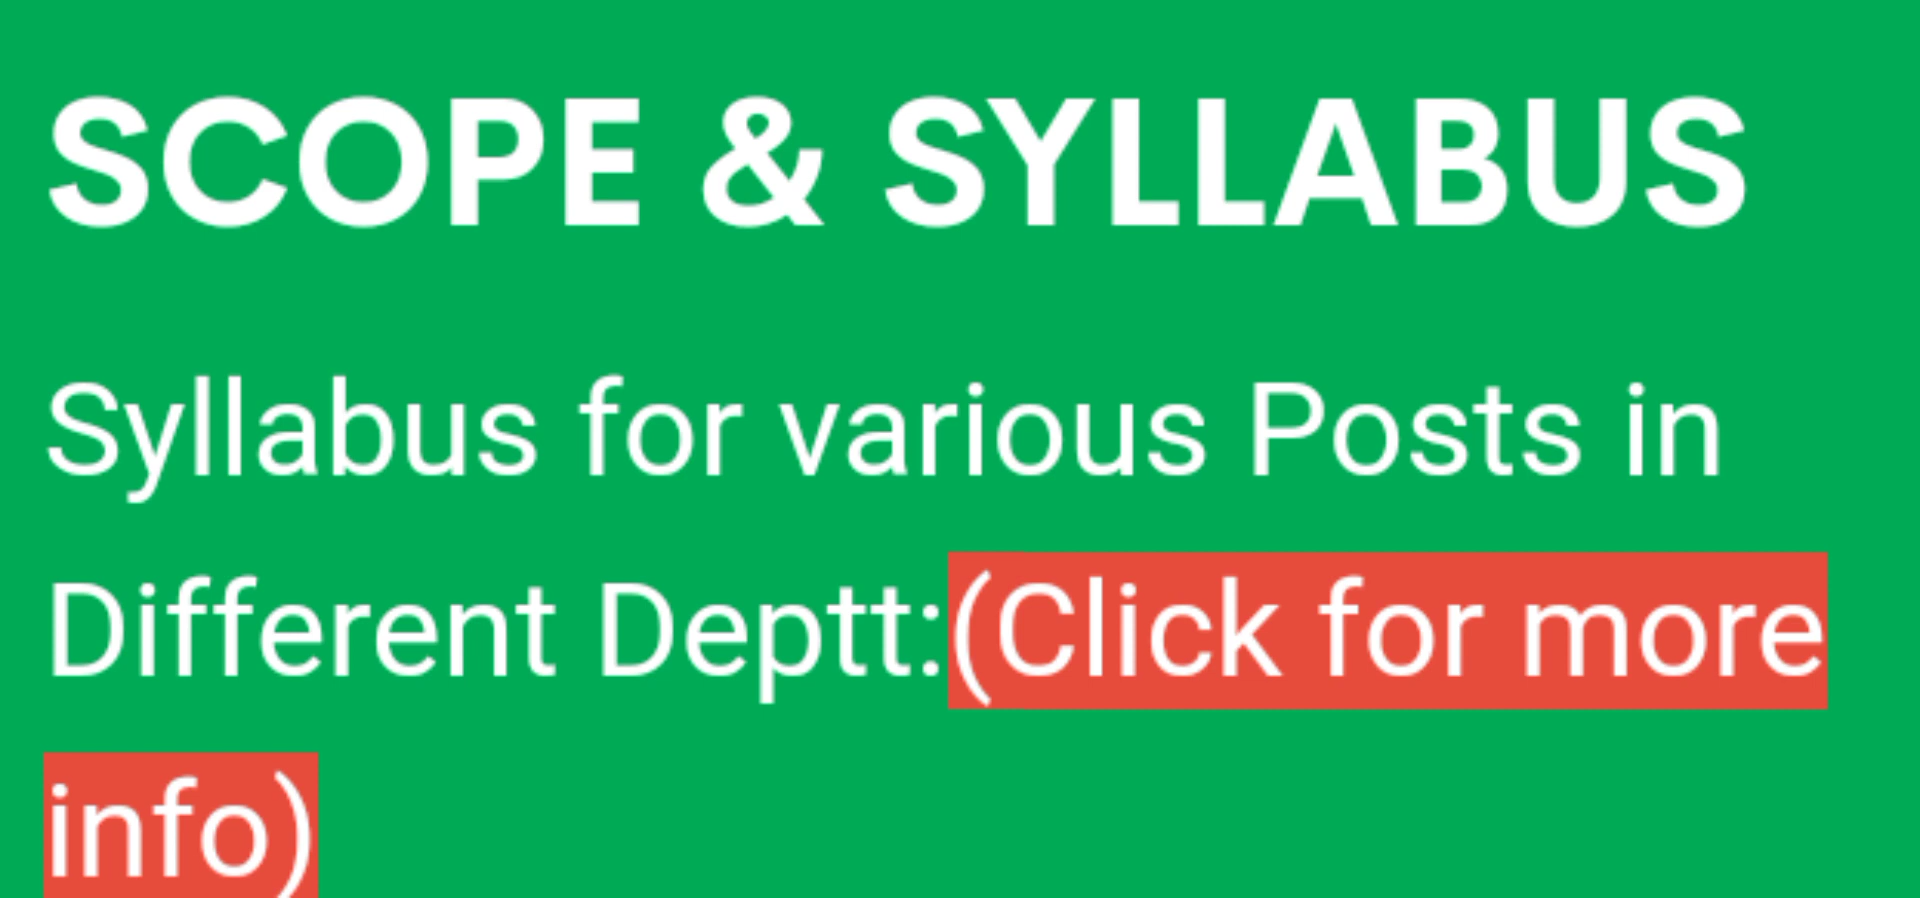 SCOPE & SYLLABUS
Syllabus for various Posts in
Different Deptt:(Click for more
info)